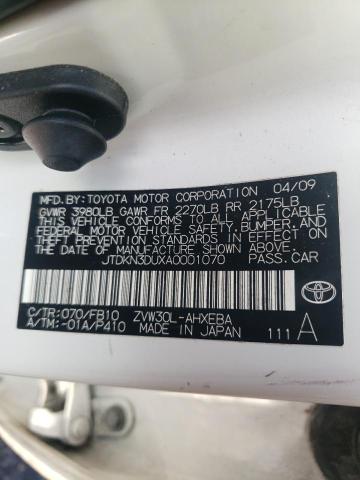 MFD.BY: TOYOTA MOTOR CORPORATION 04/09
GVWR 3980LB GAWR FR 2270LB RR 2175LB
THIS VEHICLE CONFORMS TO ALL APPLICABLE
FEDERAL MOTOR VEHICLE SAFETY,BUMPER,AND
THEFT PREVENTION STANDARDS IN EFFECT ON
THE DATE OF MANUFACTURE SHOWN ABOVE.
JTDKN3DUXA0001070 PASS.CAR
C/TR:070/FB10 ZVW30L-AHXEBA
A/TM:-01A/P410 MADE IN JAPAN 111 A
TOYOTA